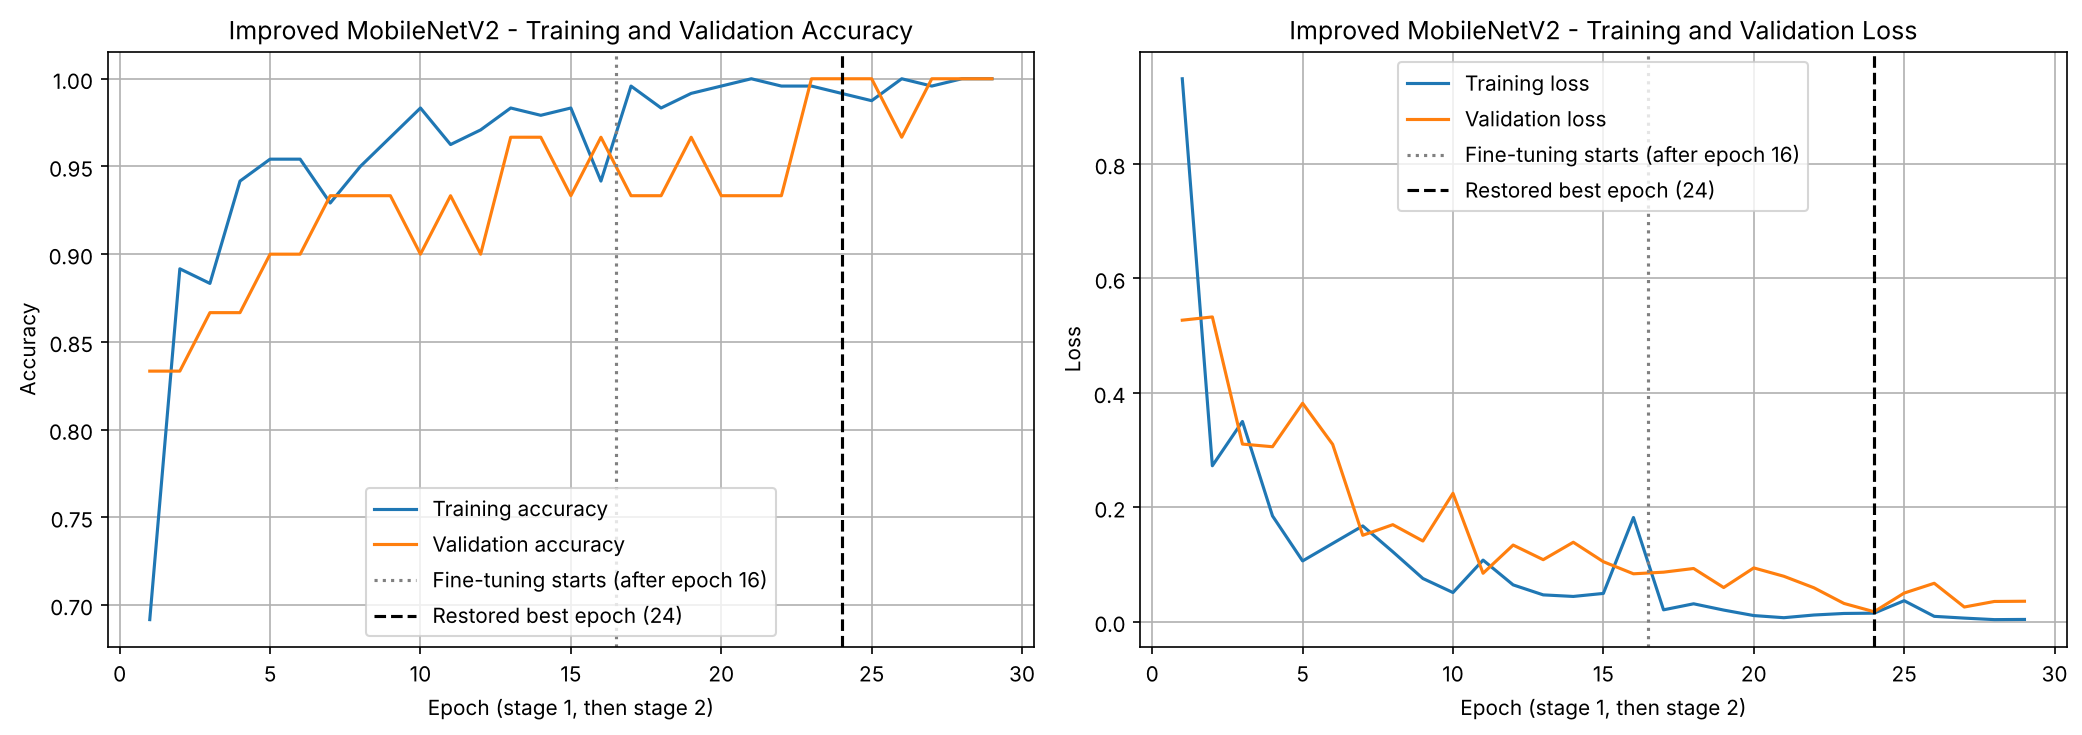 Improved MobileNetV2 - Training and Validation Accuracy
Accuracy
1.00
0.95
0.90
0.85
0.80
0.75
0.70
Training accuracy
Validation accuracy
Fine-tuning starts (after epoch 16)
Restored best epoch (24)
0 5 10 15 20 25 30
Epoch (stage 1, then stage 2)
Improved MobileNetV2 - Training and Validation Loss
Loss
0.8
0.6
0.4
0.2
0.0
Training loss
Validation loss
Fine-tuning starts (after epoch 16)
Restored best epoch (24)
0 5 10 15 20 25 30
Epoch (stage 1, then stage 2)